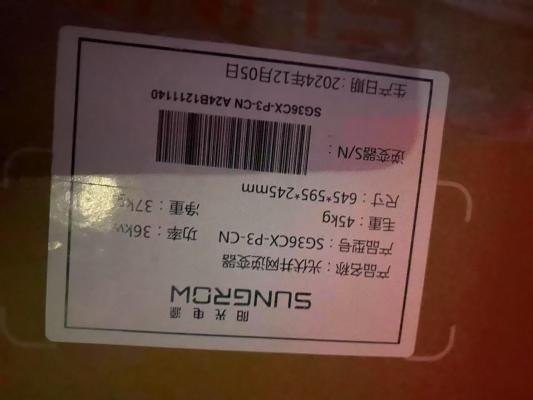 阳光电源
SUNGROW
产品名称：光伏并网逆变器
产品型号：SG36CX-P3-CN 功率：36kw
毛重：45kg 净重：37kg
尺寸：645*595*245mm
逆变器S/N：
SG36CX-P3-CN A24B1211140
生产日期：2024年12月05日